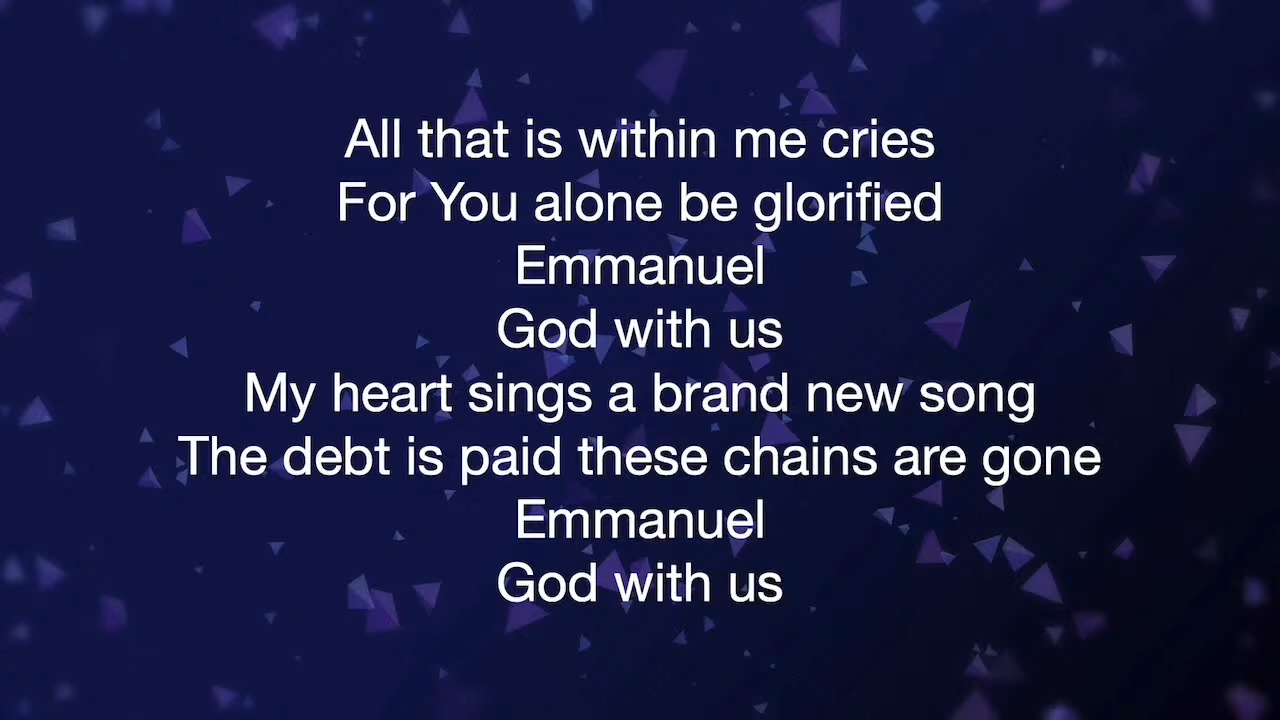 All that is within me cries
For You alone be glorified
Emmanuel
God with us
My heart sings a brand new song
The debt is paid these chains are gone
Emmanuel
God with us